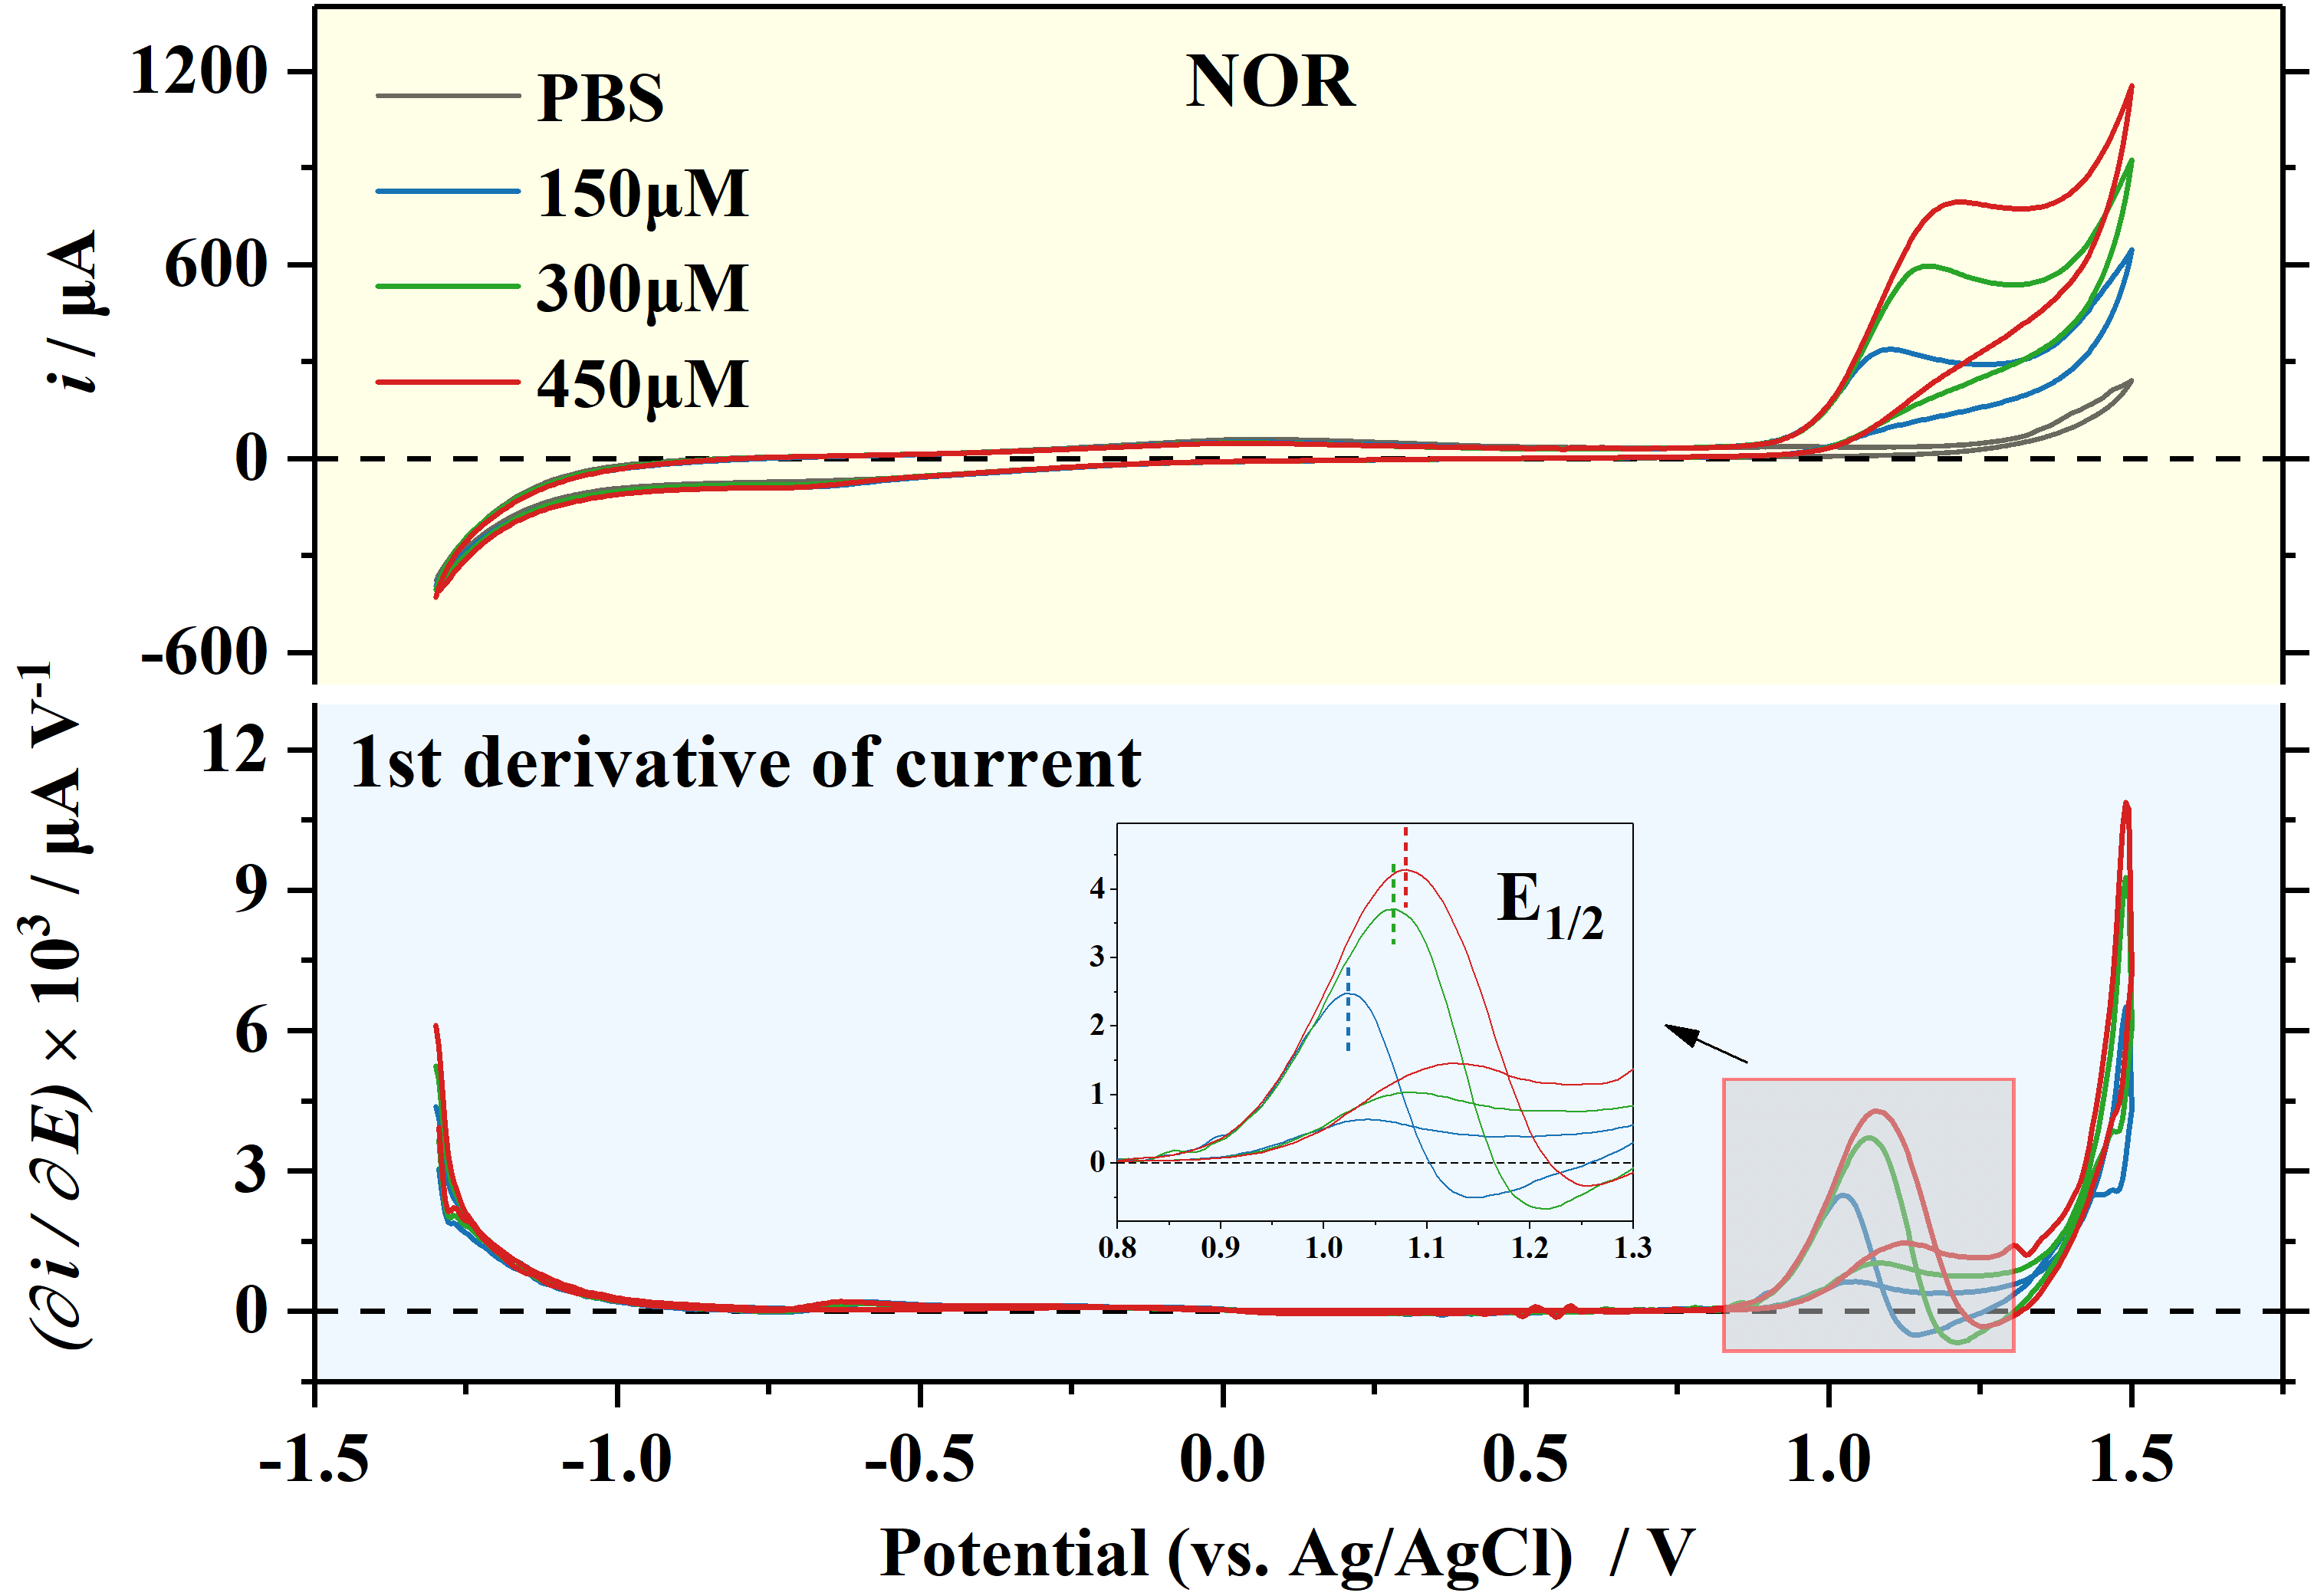 NOR
PBS
150μM
300μM
450μM
1200
600
0
-600
i / μA
1st derivative of current
12
9
6
3
0
(∂i / ∂E) × 10³ / μA V⁻¹
E1/2
4
3
2
1
0
0.8 0.9 1.0 1.1 1.2 1.3
-1.5 -1.0 -0.5 0.0 0.5 1.0 1.5
Potential (vs. Ag/AgCl) / V